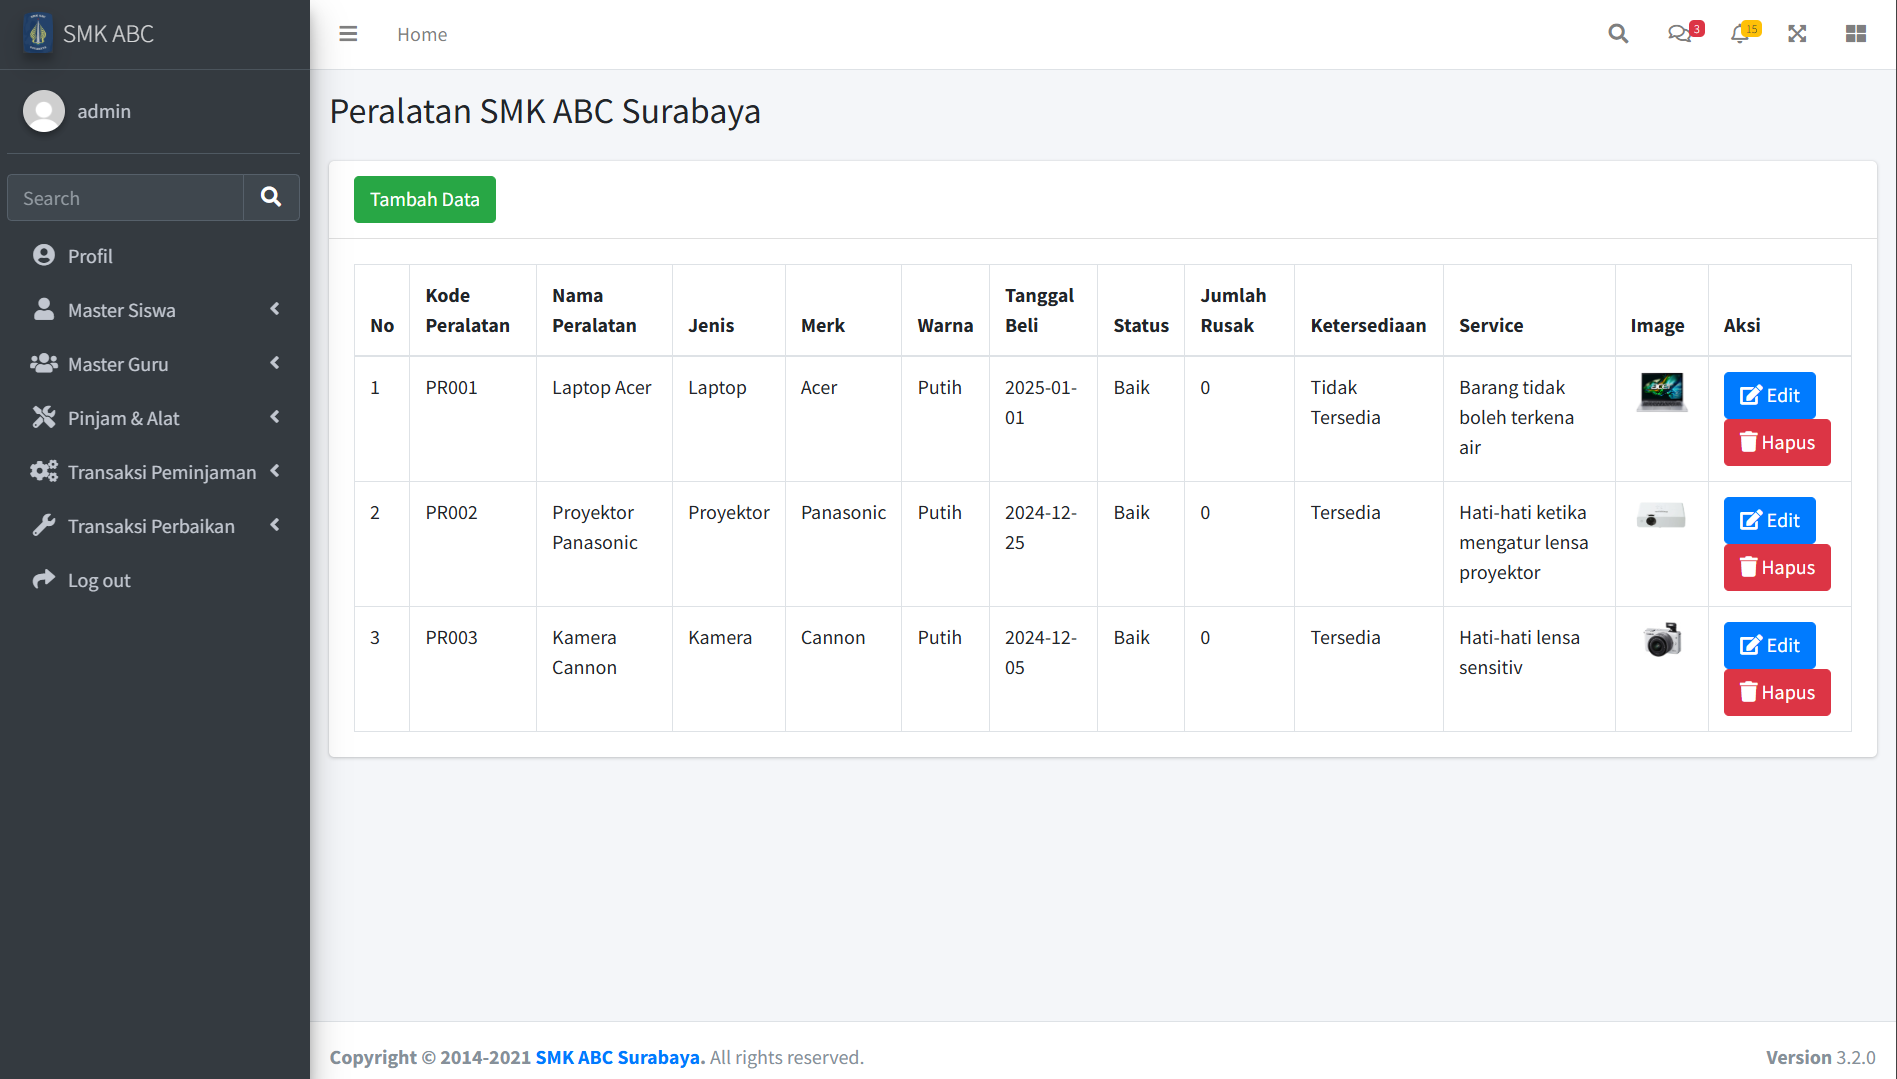 SMK ABC
Home
3
15
admin
Search
Profil
Master Siswa
Master Guru
Pinjam & Alat
Transaksi Peminjaman
Transaksi Perbaikan
Log out
Peralatan SMK ABC Surabaya
Tambah Data
No
Kode
Peralatan
Nama
Peralatan
Jenis
Merk
Warna
Tanggal
Beli
Status
Jumlah
Rusak
Ketersediaan
Service
Image
Aksi
1
PR001
Laptop Acer
Laptop
Acer
Putih
2025-01-
01
Baik
0
Tidak
Tersedia
Barang tidak
boleh terkena
air
Edit
Hapus
2
PR002
Proyektor
Panasonic
Proyektor
Panasonic
Putih
2024-12-
25
Baik
0
Tersedia
Hati-hati ketika
mengatur lensa
proyektor
Edit
Hapus
3
PR003
Kamera
Cannon
Kamera
Cannon
Putih
2024-12-
05
Baik
0
Tersedia
Hati-hati lensa
sensitiv
Edit
Hapus
Copyright © 2014-2021 SMK ABC Surabaya. All rights reserved.
Version 3.2.0